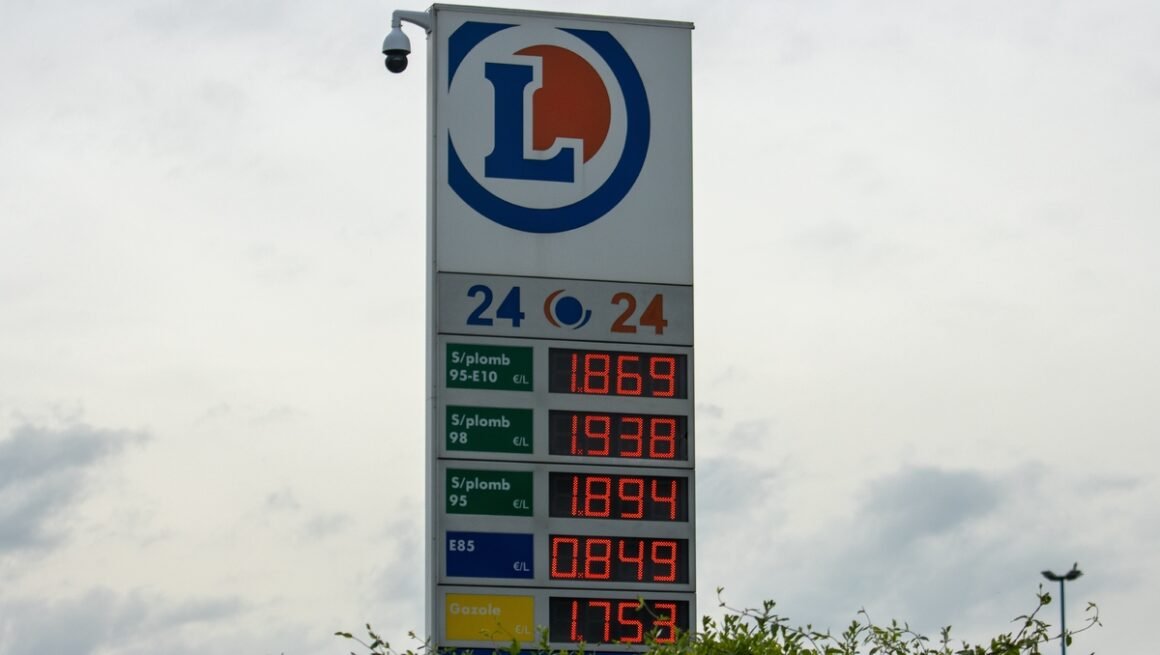 L
24 24
S/plomb
95-E10 €/L
1.869
S/plomb
98 €/L
1.938
S/plomb
95 €/L
1.894
E85
€/L
0.849
Gazole
€/L
1.753